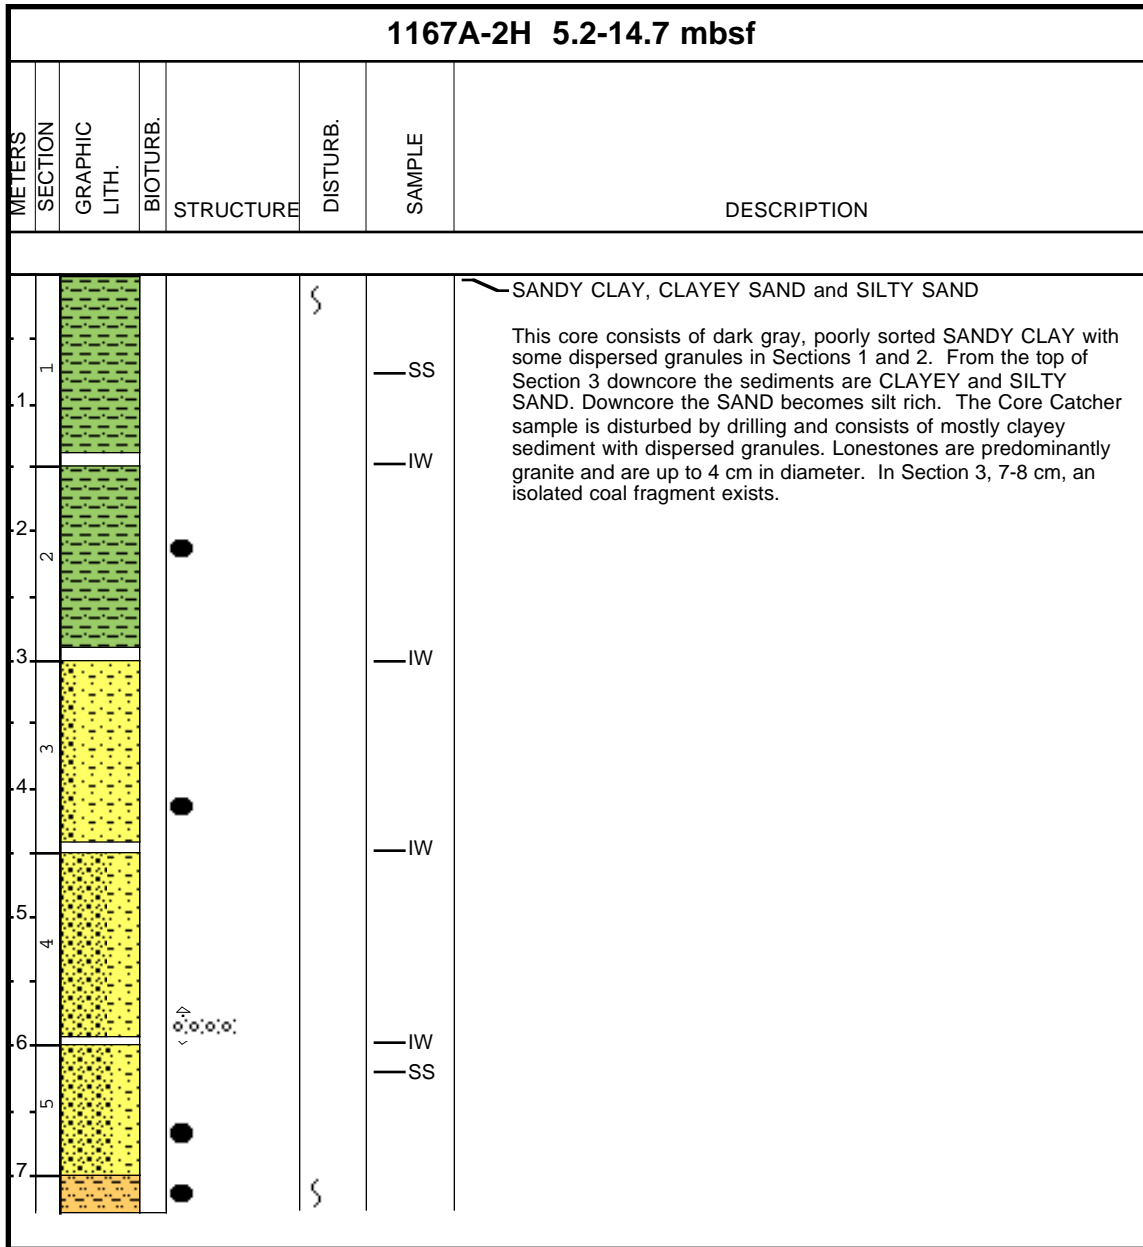 1167A-2H 5.2-14.7 mbsf
METERS
SECTION
GRAPHIC
LITH.
BIOTURB.
STRUCTURE
DISTURB.
SAMPLE
DESCRIPTION
SANDY CLAY, CLAYEY SAND and SILTY SAND
This core consists of dark gray, poorly sorted SANDY CLAY with
some dispersed granules in Sections 1 and 2. From the top of
Section 3 downcore the sediments are CLAYEY and SILTY
SAND. Downcore the SAND becomes silt rich. The Core Catcher
sample is disturbed by drilling and consists of mostly clayey
sediment with dispersed granules. Lonestones are predominantly
granite and are up to 4 cm in diameter. In Section 3, 7-8 cm, an
isolated coal fragment exists.
1
SS
1
IW
2
2
3
IW
3
4
IW
5
4
6
IW
SS
5
7